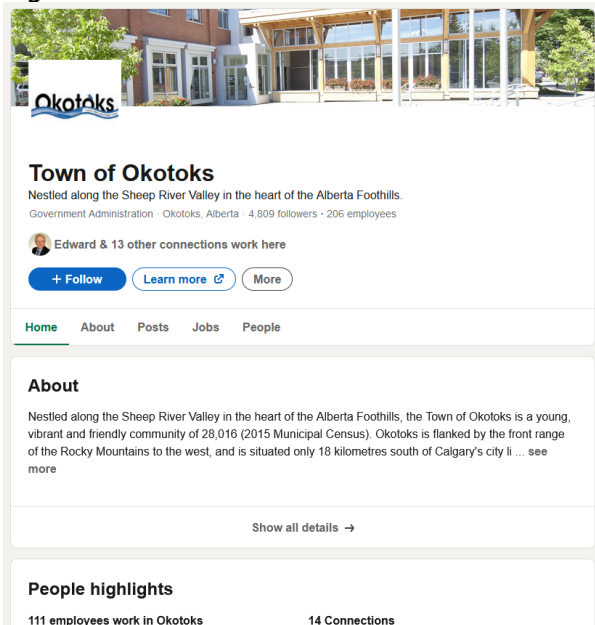 Okotoks
Town of Okotoks
Nestled along the Sheep River Valley in the heart of the Alberta Foothills.
Government Administration · Okotoks, Alberta · 4,809 followers · 206 employees
Edward & 13 other connections work here
+ Follow
Learn more
More
Home About Posts Jobs People
About
Nestled along the Sheep River Valley in the heart of the Alberta Foothills, the Town of Okotoks is a young,
vibrant and friendly community of 28,016 (2015 Municipal Census). Okotoks is flanked by the front range
of the Rocky Mountains to the west, and is situated only 18 kilometres south of Calgary's city li ... see
more
Show all details →
People highlights
111 employees work in Okotoks 14 Connections